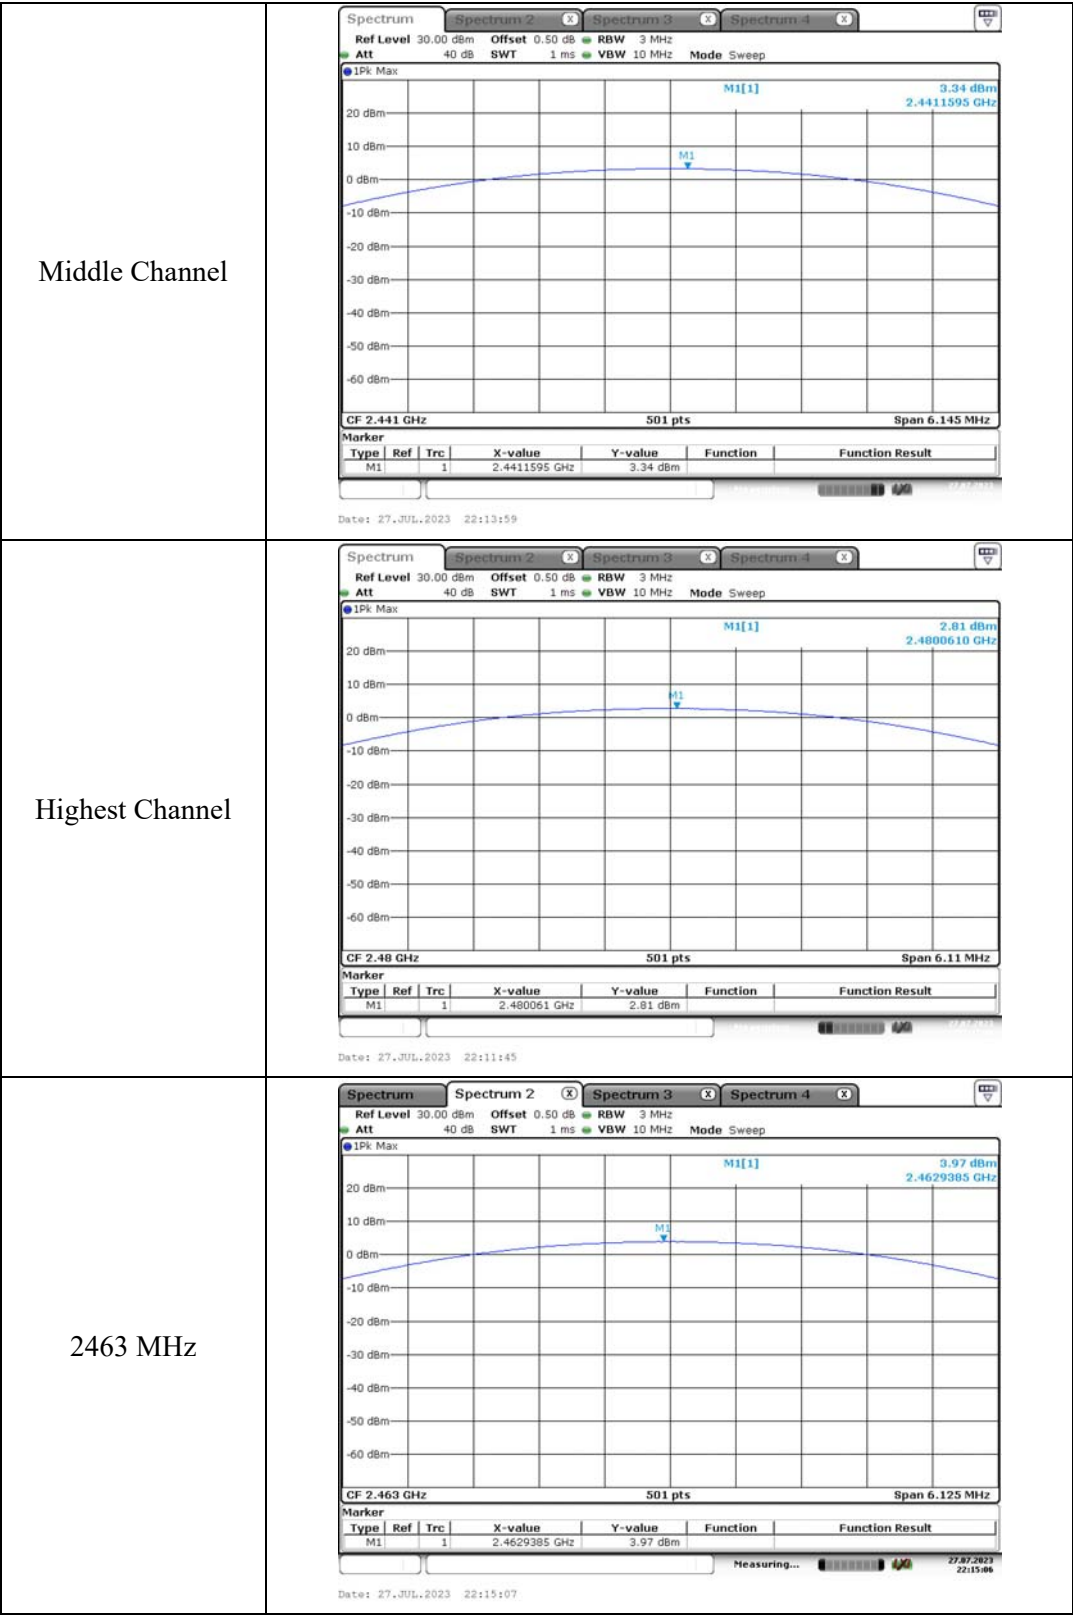 Middle Channel
Spectrum Spectrum 2 X Spectrum 3 X Spectrum 4 X
Ref Level 30.00 dBm Offset 0.50 dB RBW 3 MHz
Att 40 dB SWT 1 ms VBW 10 MHz Mode Sweep
1Pk Max
M1[1] 3.34 dBm
2.4411595 GHz
20 dBm
10 dBm
M1
0 dBm
-10 dBm
-20 dBm
-30 dBm
-40 dBm
-50 dBm
-60 dBm
CF 2.441 GHz 501 pts Span 6.145 MHz
Marker
Type Ref Trc X-value Y-value Function Function Result
M1 1 2.4411595 GHz 3.34 dBm
27.07.2023
Date: 27.JUL.2023 22:13:59
Highest Channel
Spectrum Spectrum 2 X Spectrum 3 X Spectrum 4 X
Ref Level 30.00 dBm Offset 0.50 dB RBW 3 MHz
Att 40 dB SWT 1 ms VBW 10 MHz Mode Sweep
1Pk Max
M1[1] 2.81 dBm
2.4800610 GHz
20 dBm
10 dBm
M1
0 dBm
-10 dBm
-20 dBm
-30 dBm
-40 dBm
-50 dBm
-60 dBm
CF 2.48 GHz 501 pts Span 6.11 MHz
Marker
Type Ref Trc X-value Y-value Function Function Result
M1 1 2.480061 GHz 2.81 dBm
27.07.2023
Date: 27.JUL.2023 22:11:45
2463 MHz
Spectrum Spectrum 2 X Spectrum 3 X Spectrum 4 X
Ref Level 30.00 dBm Offset 0.50 dB RBW 3 MHz
Att 40 dB SWT 1 ms VBW 10 MHz Mode Sweep
1Pk Max
M1[1] 3.97 dBm
2.4629385 GHz
20 dBm
10 dBm
M1
0 dBm
-10 dBm
-20 dBm
-30 dBm
-40 dBm
-50 dBm
-60 dBm
CF 2.463 GHz 501 pts Span 6.125 MHz
Marker
Type Ref Trc X-value Y-value Function Function Result
M1 1 2.4629385 GHz 3.97 dBm
Measuring... 27.07.2023
22:15:06
Date: 27.JUL.2023 22:15:07